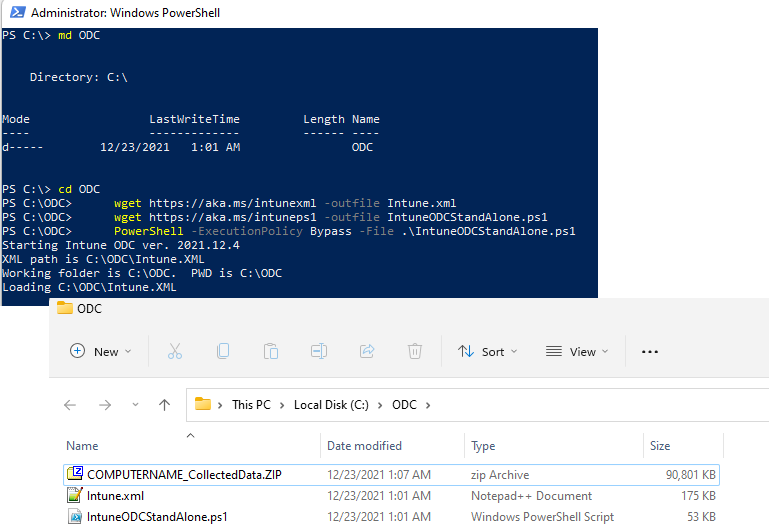 Administrator: Windows PowerShell
PS C:\> md ODC
Directory: C:\
Mode LastWriteTime Length Name
---- ------------- ------ ----
d----- 12/23/2021 1:01 AM ODC
PS C:\> cd ODC
PS C:\ODC> wget https://aka.ms/intunexml -outfile Intune.xml
PS C:\ODC> wget https://aka.ms/intuneps1 -outfile IntuneODCStandAlone.ps1
PS C:\ODC> PowerShell -ExecutionPolicy Bypass -File .\IntuneODCStandAlone.ps1
Starting Intune ODC ver. 2021.12.4
XML path is C:\ODC\Intune.XML
Working folder is C:\ODC. PWD is C:\ODC
Loading C:\ODC\Intune.XML
ODC
New Sort View
This PC > Local Disk (C:) > ODC >
Name Date modified Type Size
COMPUTERNAME_CollectedData.ZIP 12/23/2021 1:07 AM zip Archive 90,801 KB
Intune.xml 12/23/2021 1:01 AM Notepad++ Document 175 KB
IntuneODCStandAlone.ps1 12/23/2021 1:01 AM Windows PowerShell Script 53 KB